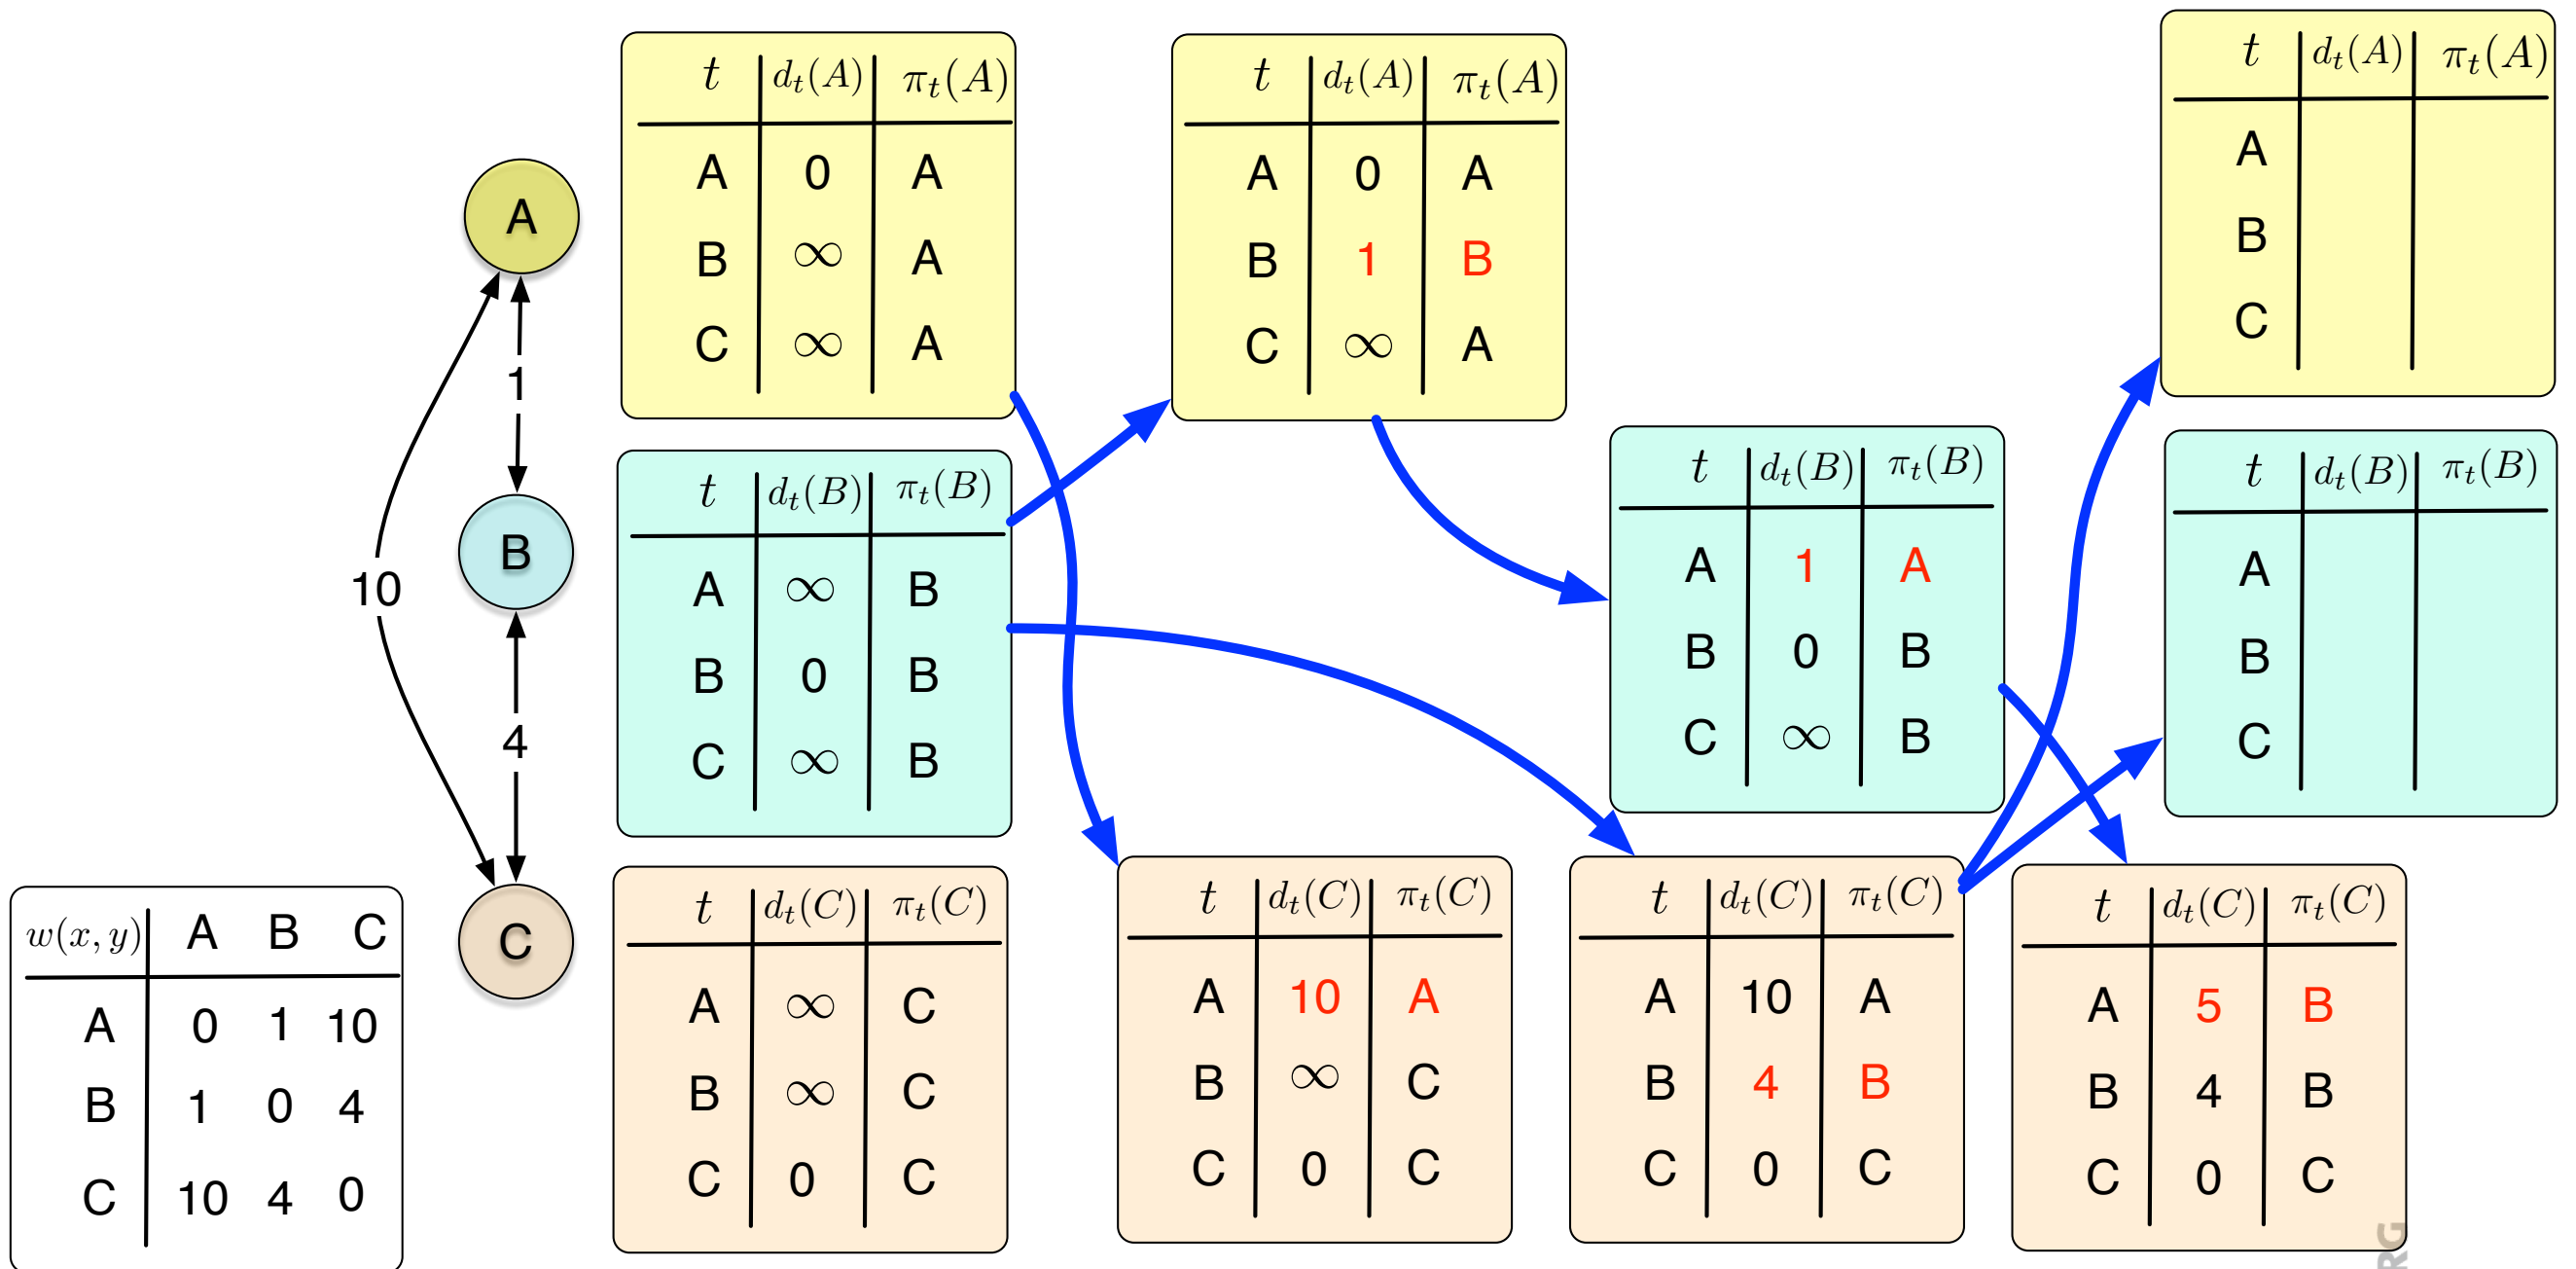 t d_t(A) π_t(A)
A 0 A
B ∞ A
C ∞ A
t d_t(A) π_t(A)
A 0 A
B 1 B
C ∞ A
t d_t(A) π_t(A)
A
B
C
A
1
B
10
4
C
t d_t(B) π_t(B)
A ∞ B
B 0 B
C ∞ B
t d_t(B) π_t(B)
A 1 A
B 0 B
C ∞ B
t d_t(B) π_t(B)
A
B
C
w(x, y) A B C
A 0 1 10
B 1 0 4
C 10 4 0
t d_t(C) π_t(C)
A ∞ C
B ∞ C
C 0 C
t d_t(C) π_t(C)
A 10 A
B ∞ C
C 0 C
t d_t(C) π_t(C)
A 10 A
B 4 B
C 0 C
t d_t(C) π_t(C)
A 5 B
B 4 B
C 0 C